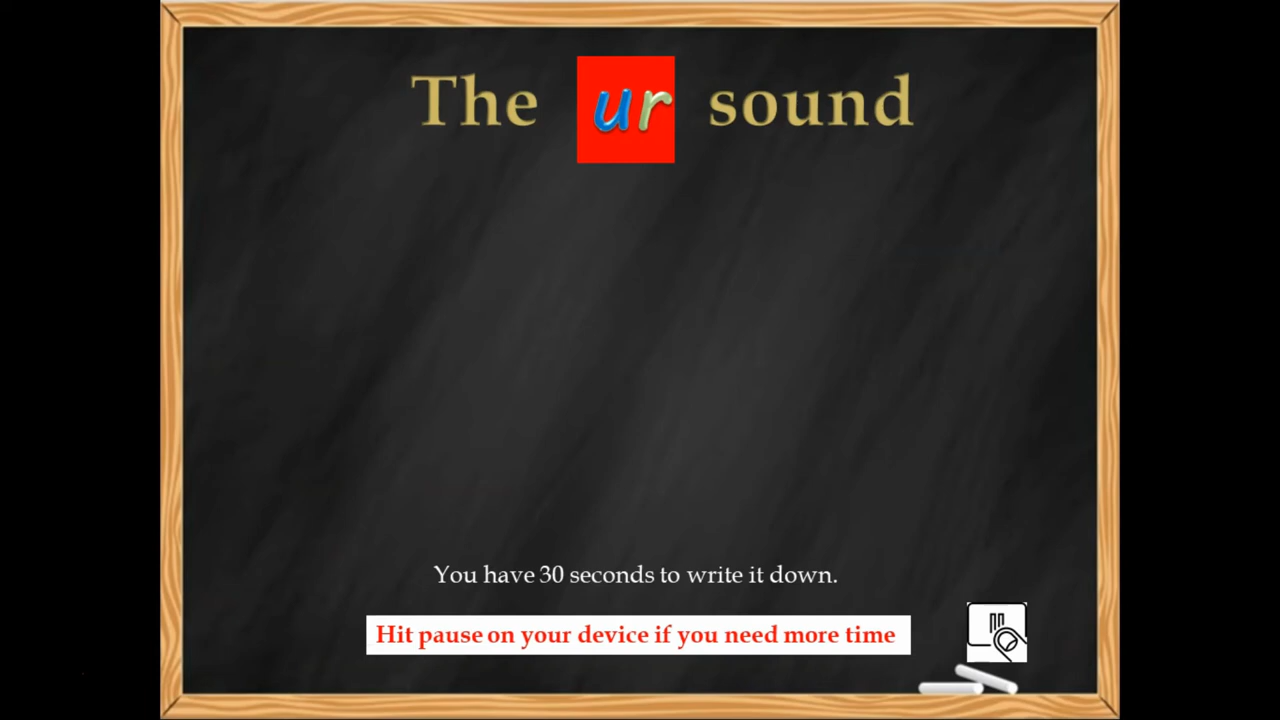 The ur sound
You have 30 seconds to write it down.
Hit pause on your device if you need more time